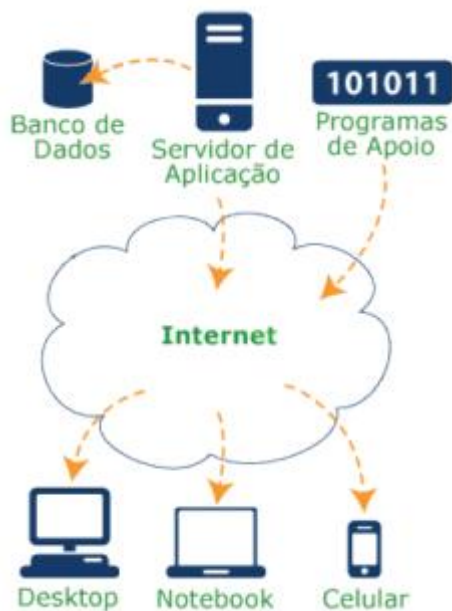 101011
Banco de
Dados
Servidor de
Aplicação
Programas
de Apoio
Internet
Desktop
Notebook
Celular